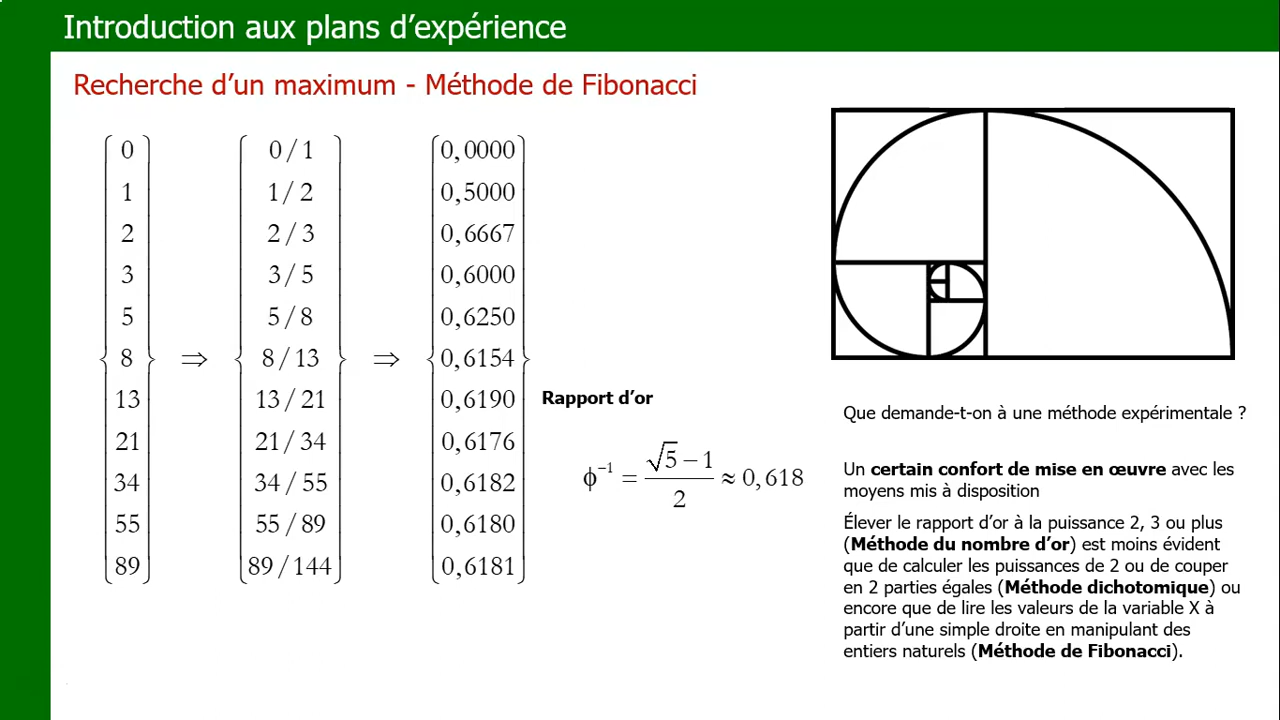 Introduction aux plans d'expérience
Recherche d'un maximum - Méthode de Fibonacci
0 0/1 0,0000
1 1/2 0,5000
2 2/3 0,6667
3 3/5 0,6000
5 5/8 0,6250
8 ⇒ 8/13 ⇒ 0,6154
13 13/21 0,6190
21 21/34 0,6176
34 34/55 0,6182
55 55/89 0,6180
89 89/144 0,6181
Rapport d'or
ϕ⁻¹ = (√5 − 1)/2 ≈ 0,618
Que demande-t-on à une méthode expérimentale ?
Un certain confort de mise en œuvre avec les
moyens mis à disposition
Élever le rapport d'or à la puissance 2, 3 ou plus
(Méthode du nombre d'or) est moins évident
que de calculer les puissances de 2 ou de couper
en 2 parties égales (Méthode dichotomique) ou
encore que de lire les valeurs de la variable X à
partir d'une simple droite en manipulant des
entiers naturels (Méthode de Fibonacci).